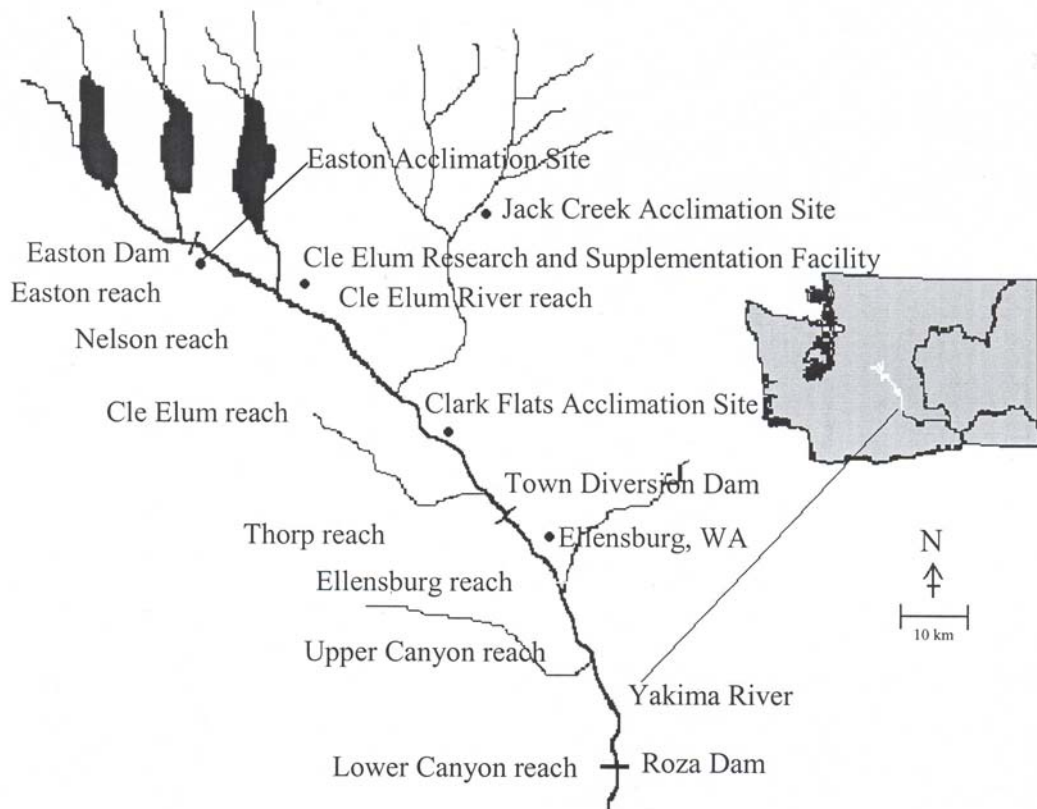 Easton Acclimation Site
Jack Creek Acclimation Site
Easton Dam
Cle Elum Research and Supplementation Facility
Easton reach
Cle Elum River reach
Nelson reach
Cle Elum reach
Clark Flats Acclimation Site
Town Diversion Dam
Thorp reach
Ellensburg, WA
N
Ellensburg reach
10 km
Upper Canyon reach
Yakima River
Lower Canyon reach
Roza Dam